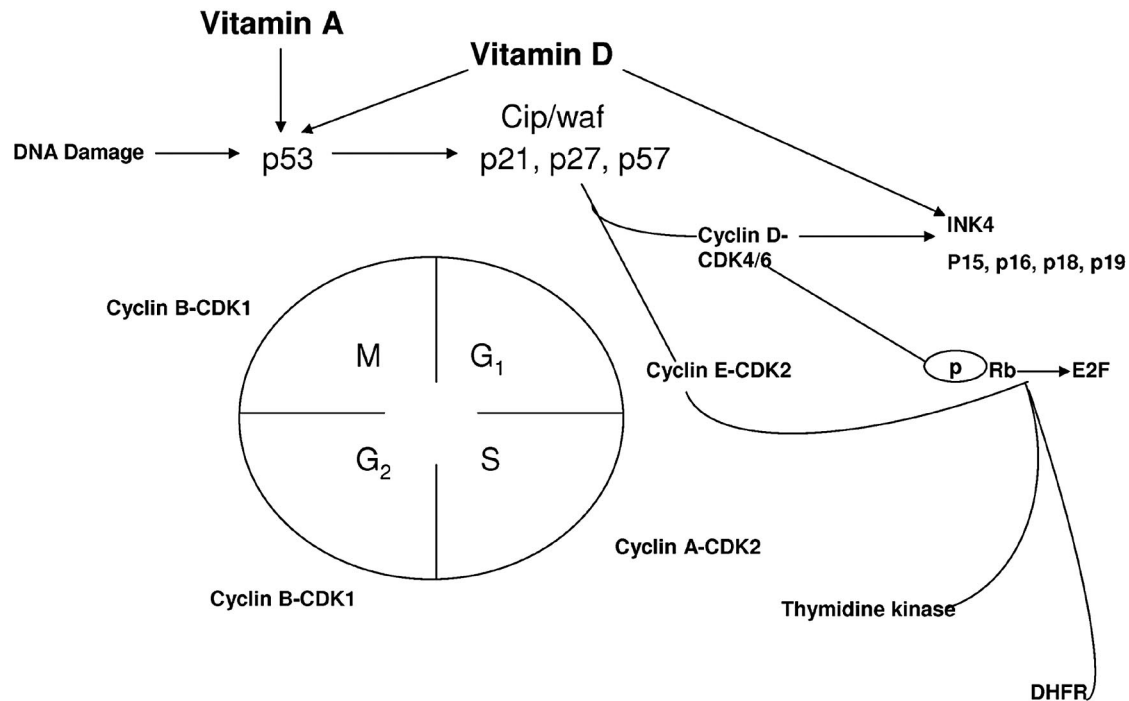 Vitamin A
Vitamin D
Cip/waf
DNA Damage
p53
p21, p27, p57
INK4
Cyclin D-
CDK4/6
P15, p16, p18, p19
Cyclin B-CDK1
M
G1
Cyclin E-CDK2
p
Rb
E2F
G2
S
Cyclin A-CDK2
Cyclin B-CDK1
Thymidine kinase
DHFR